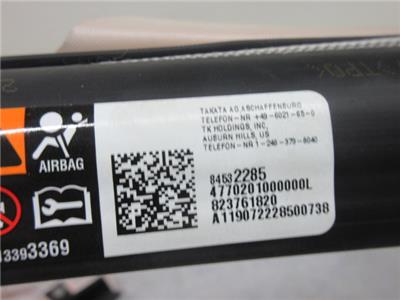 TAKATA AG, ASCHAFFENBURG
TELEFON-NR +49-6021-65-0
TK HOLDINGS, INC.
AUBURN HILLS, US
TELEFON-NR 1-248-373-8040
AIRBAG
84532285
4770201000000L
823761820
A119072228500738
13393369